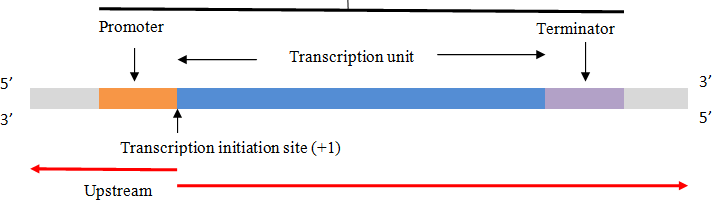 Promoter
Terminator
Transcription unit
5’
3’
3’
5’
Transcription initiation site (+1)
Upstream